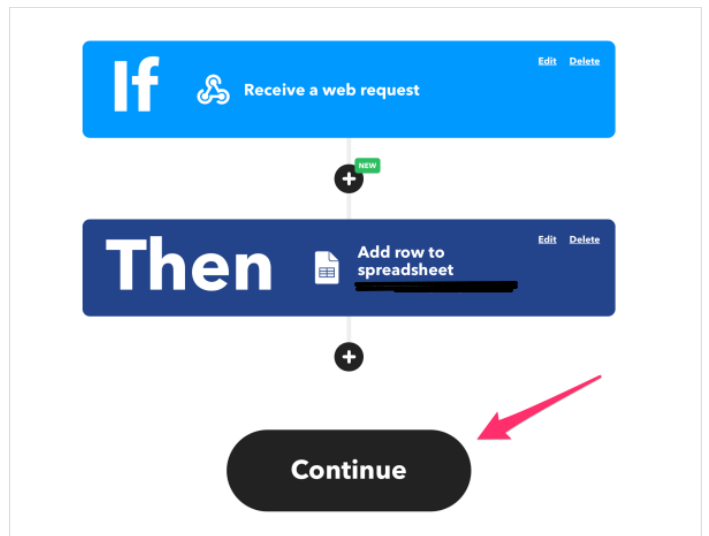 If
Receive a web request
Edit Delete
NEW
Then
Add row to
spreadsheet
Edit Delete
Continue